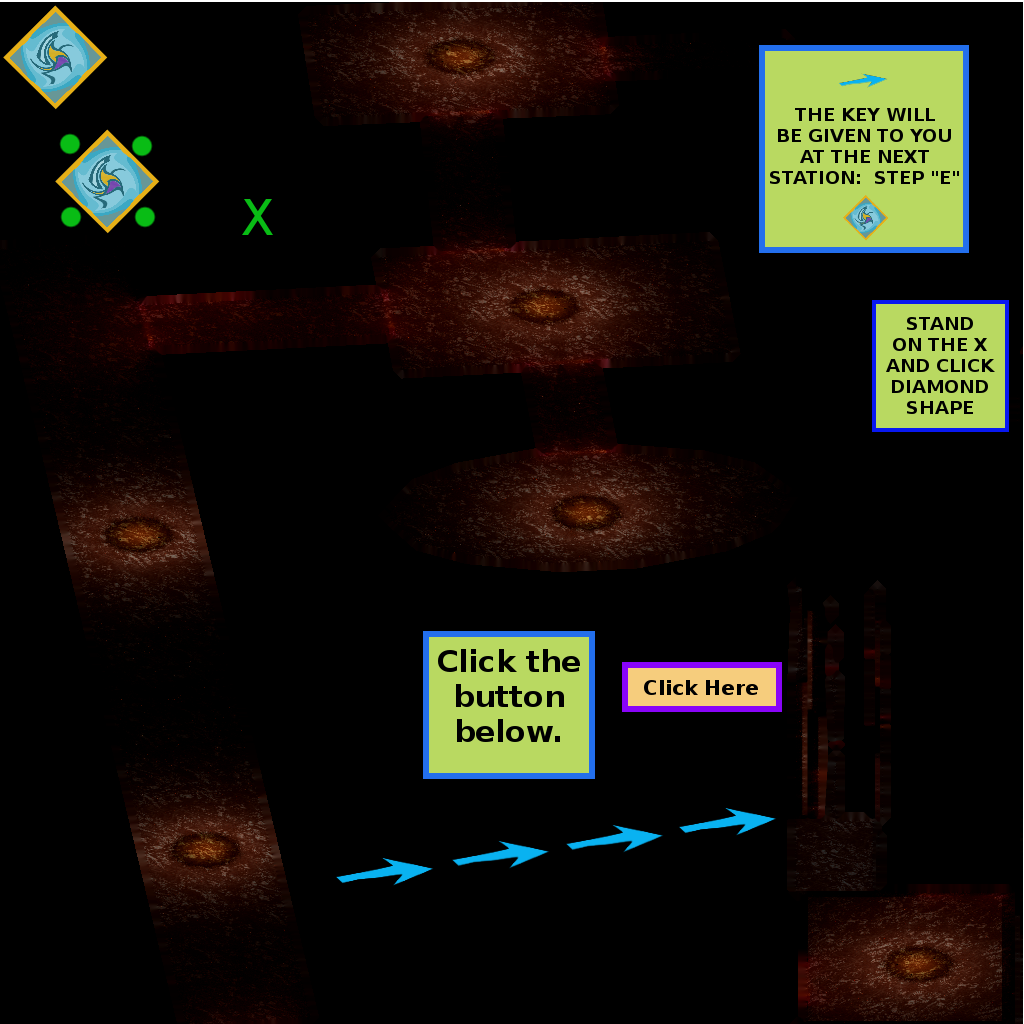 THE KEY WILL
BE GIVEN TO YOU
AT THE NEXT
STATION:  STEP "E"
X
STAND
ON THE X
AND CLICK
DIAMOND
SHAPE
Click the
button
below.
Click Here